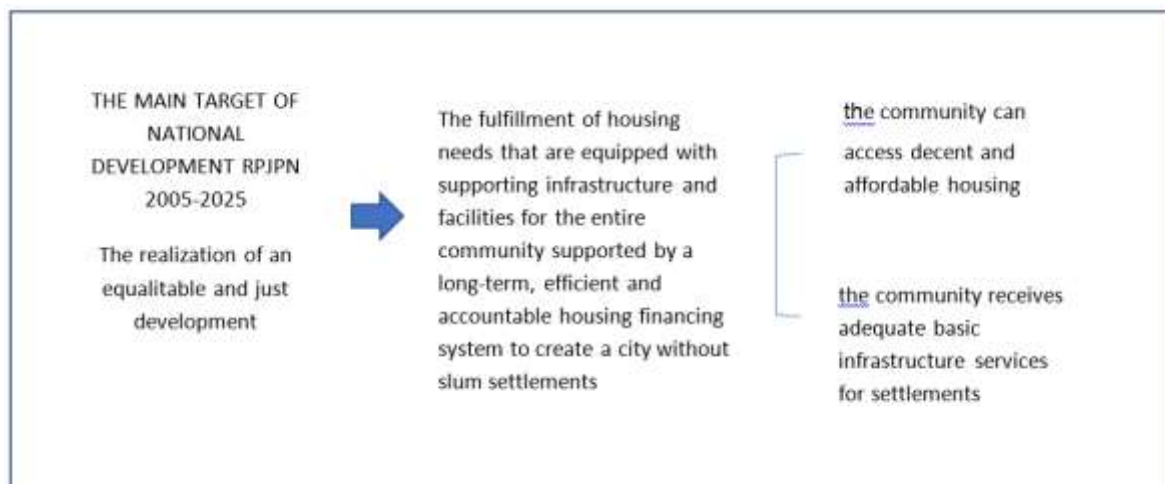 THE MAIN TARGET OF
NATIONAL
DEVELOPMENT RPJPN
2005-2025
The realization of an
equalitable and just
development
The fulfillment of housing
needs that are equipped with
supporting infrastructure and
facilities for the entire
community supported by a
long-term, efficient and
accountable housing financing
system to create a city without
slum settlements
the community can
access decent and
affordable housing
the community receives
adequate basic
infrastructure services
for settlements